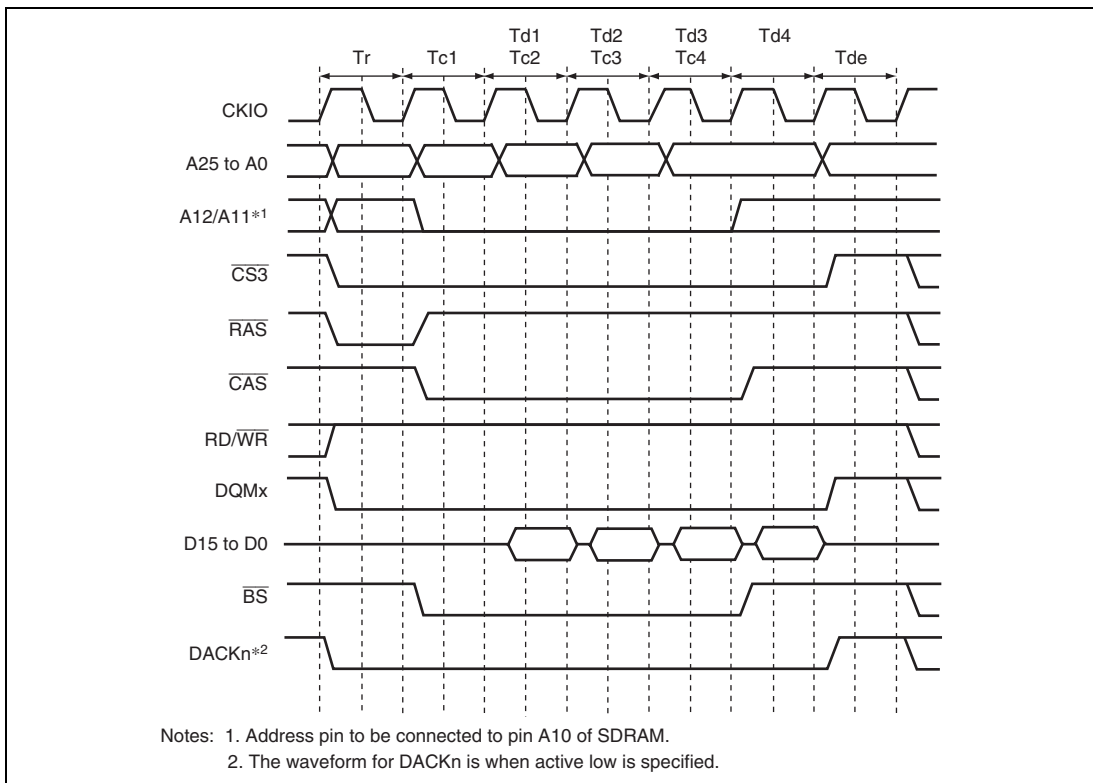 Td1 Td2 Td3 Td4
Tr Tc1 Tc2 Tc3 Tc4 Tde
CKIO
A25 to A0
A12/A11*1
CS3
RAS
CAS
RD/WR
DQMx
D15 to D0
BS
DACKn*2
Notes: 1. Address pin to be connected to pin A10 of SDRAM.
2. The waveform for DACKn is when active low is specified.